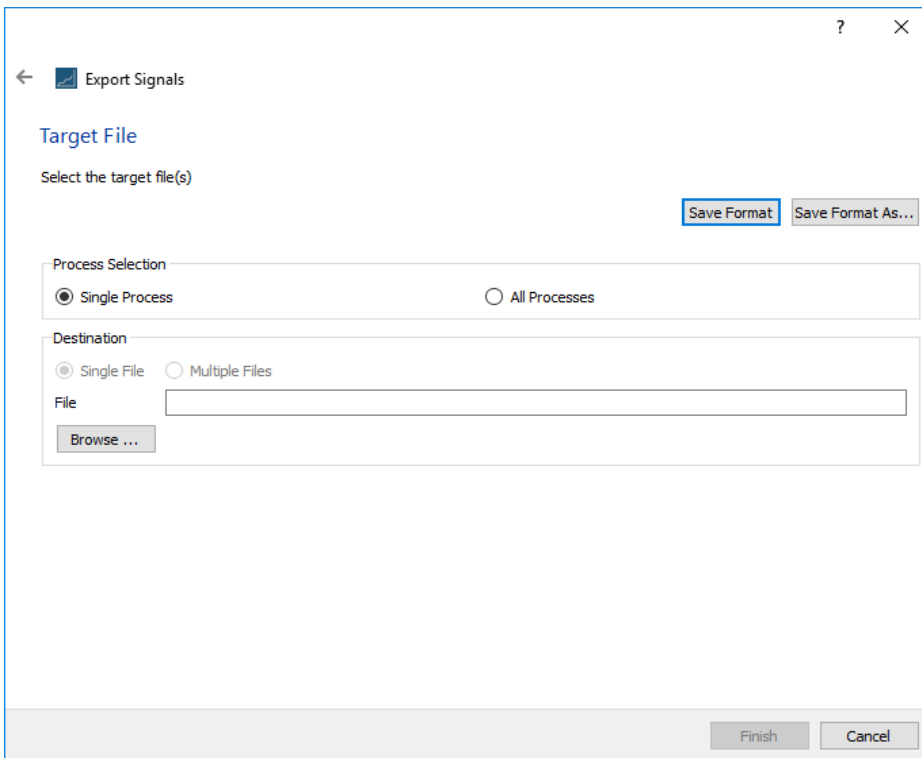 ?
Export Signals
Target File
Select the target file(s)
Save Format Save Format As...
Process Selection
Single Process All Processes
Destination
Single File Multiple Files
File
Browse ...
Finish Cancel